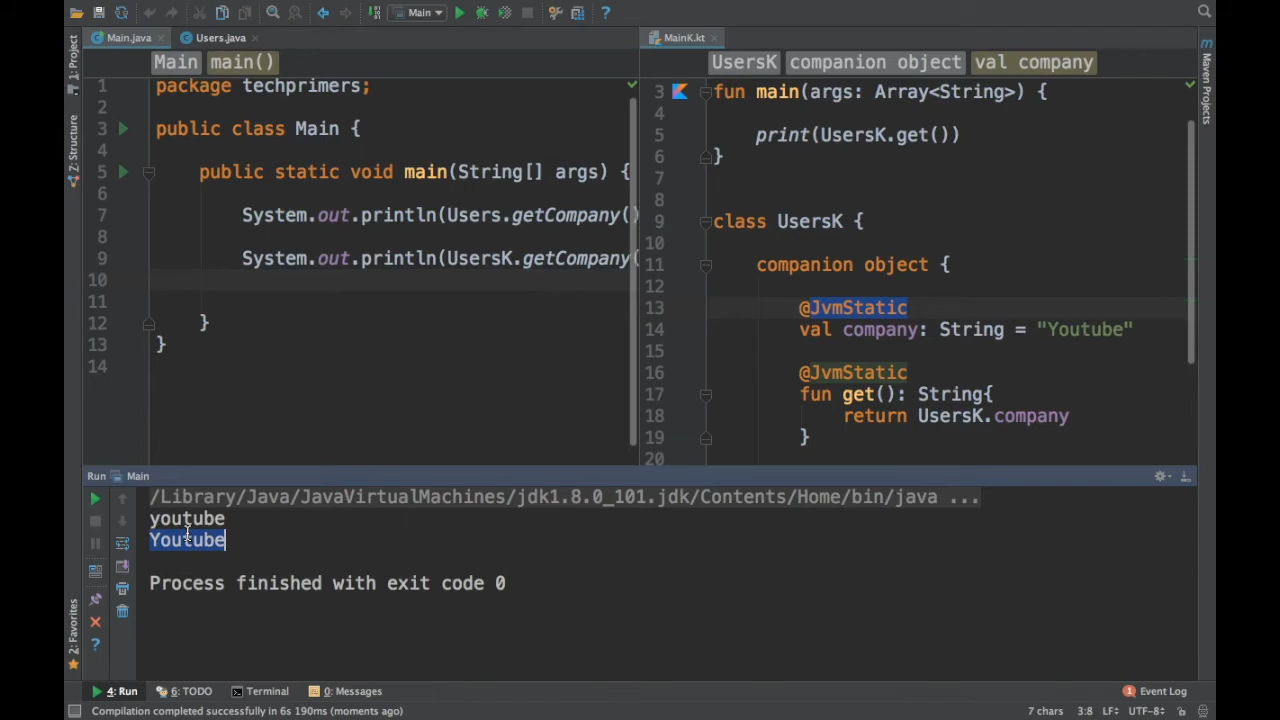 Main
Main.java
Users.java
MainK.kt
1: Project
Z: Structure
2: Favorites
Maven Projects
Main
main()
UsersK
companion object
val company
1 package techprimers;
2
3 public class Main {
4
5 public static void main(String[] args) {
6
7 System.out.println(Users.getCompany()
8
9 System.out.println(UsersK.getCompany(
10
11
12 }
13 }
14
3 fun main(args: Array<String>) {
4
5 print(UsersK.get())
6 }
7
8
9 class UsersK {
10
11 companion object {
12
13 @JvmStatic
14 val company: String = "Youtube"
15
16 @JvmStatic
17 fun get(): String{
18 return UsersK.company
19 }
20
Run Main
/Library/Java/JavaVirtualMachines/jdk1.8.0_101.jdk/Contents/Home/bin/java ...
youtube
Youtube
Process finished with exit code 0
4: Run
6: TODO
Terminal
0: Messages
1 Event Log
Compilation completed successfully in 6s 190ms (moments ago)
7 chars
3:8
LF
UTF-8